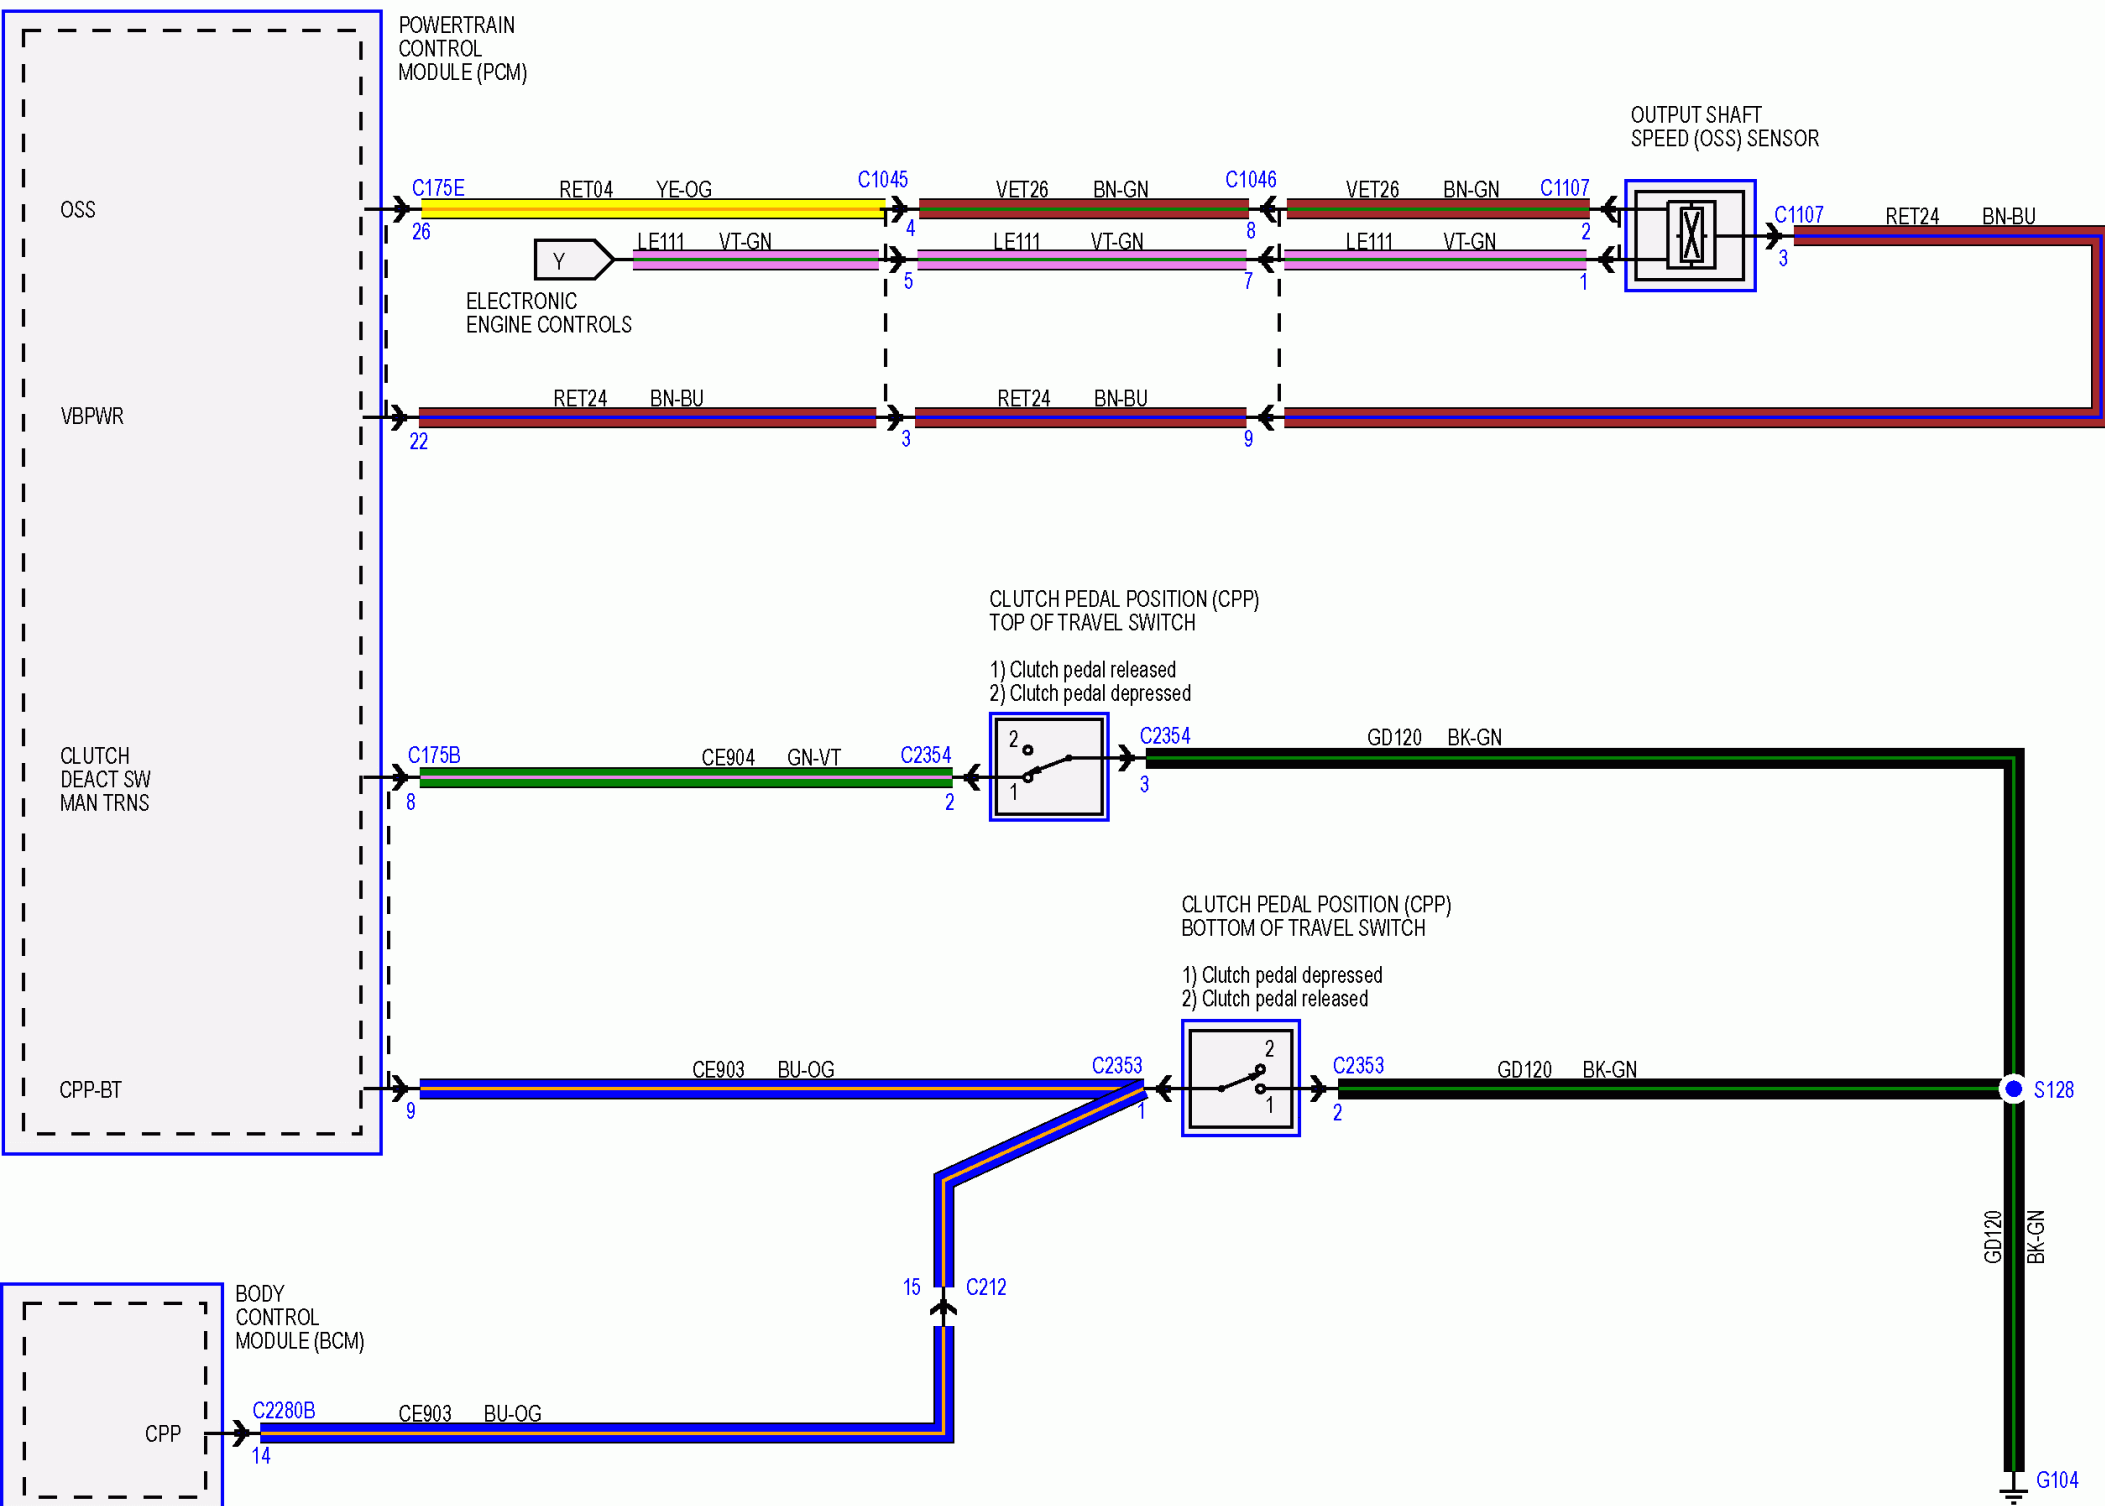 POWERTRAIN
CONTROL
MODULE (PCM)
OUTPUT SHAFT
SPEED (OSS) SENSOR
OSS
C175E
26
RET04 YE-OG
C1045
4
VET26 BN-GN
C1046
8
VET26 BN-GN
C1107
2
C1107
3
RET24 BN-BU
Y
ELECTRONIC
ENGINE CONTROLS
LE111 VT-GN
5
LE111 VT-GN
7
LE111 VT-GN
1
VBPWR
22
RET24 BN-BU
3
RET24 BN-BU
9
CLUTCH PEDAL POSITION (CPP)
TOP OF TRAVEL SWITCH
1) Clutch pedal released
2) Clutch pedal depressed
CLUTCH
DEACT SW
MAN TRNS
C175B
8
CE904 GN-VT
C2354
2
2
1
C2354
3
GD120 BK-GN
CLUTCH PEDAL POSITION (CPP)
BOTTOM OF TRAVEL SWITCH
1) Clutch pedal depressed
2) Clutch pedal released
CPP-BT
9
CE903 BU-OG
C2353
1
2
1
C2353
2
GD120 BK-GN
S128
GD120
BK-GN
15 C212
BODY
CONTROL
MODULE (BCM)
CPP
C2280B
14
CE903 BU-OG
G104